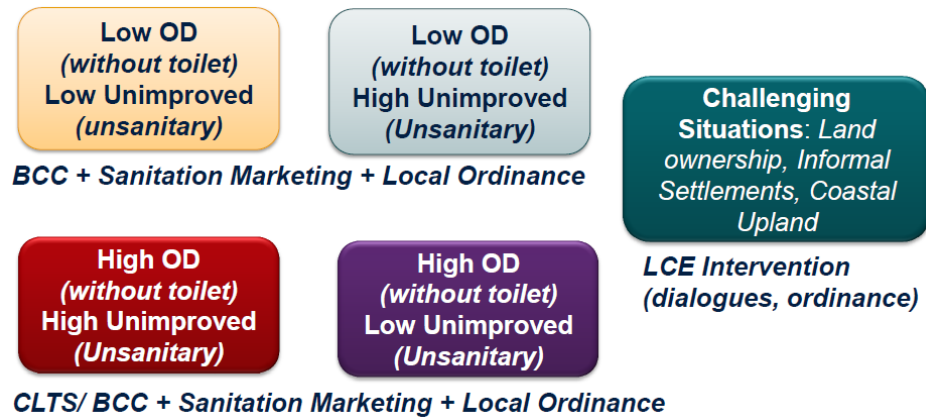 Low OD
(without toilet)
Low Unimproved
(unsanitary)
Low OD
(without toilet)
High Unimproved
(Unsanitary)
BCC + Sanitation Marketing + Local Ordinance
High OD
(without toilet)
High Unimproved
(Unsanitary)
High OD
(without toilet)
Low Unimproved
(Unsanitary)
CLTS/ BCC + Sanitation Marketing + Local Ordinance
Challenging
Situations: Land
ownership, Informal
Settlements, Coastal
Upland
LCE Intervention
(dialogues, ordinance)